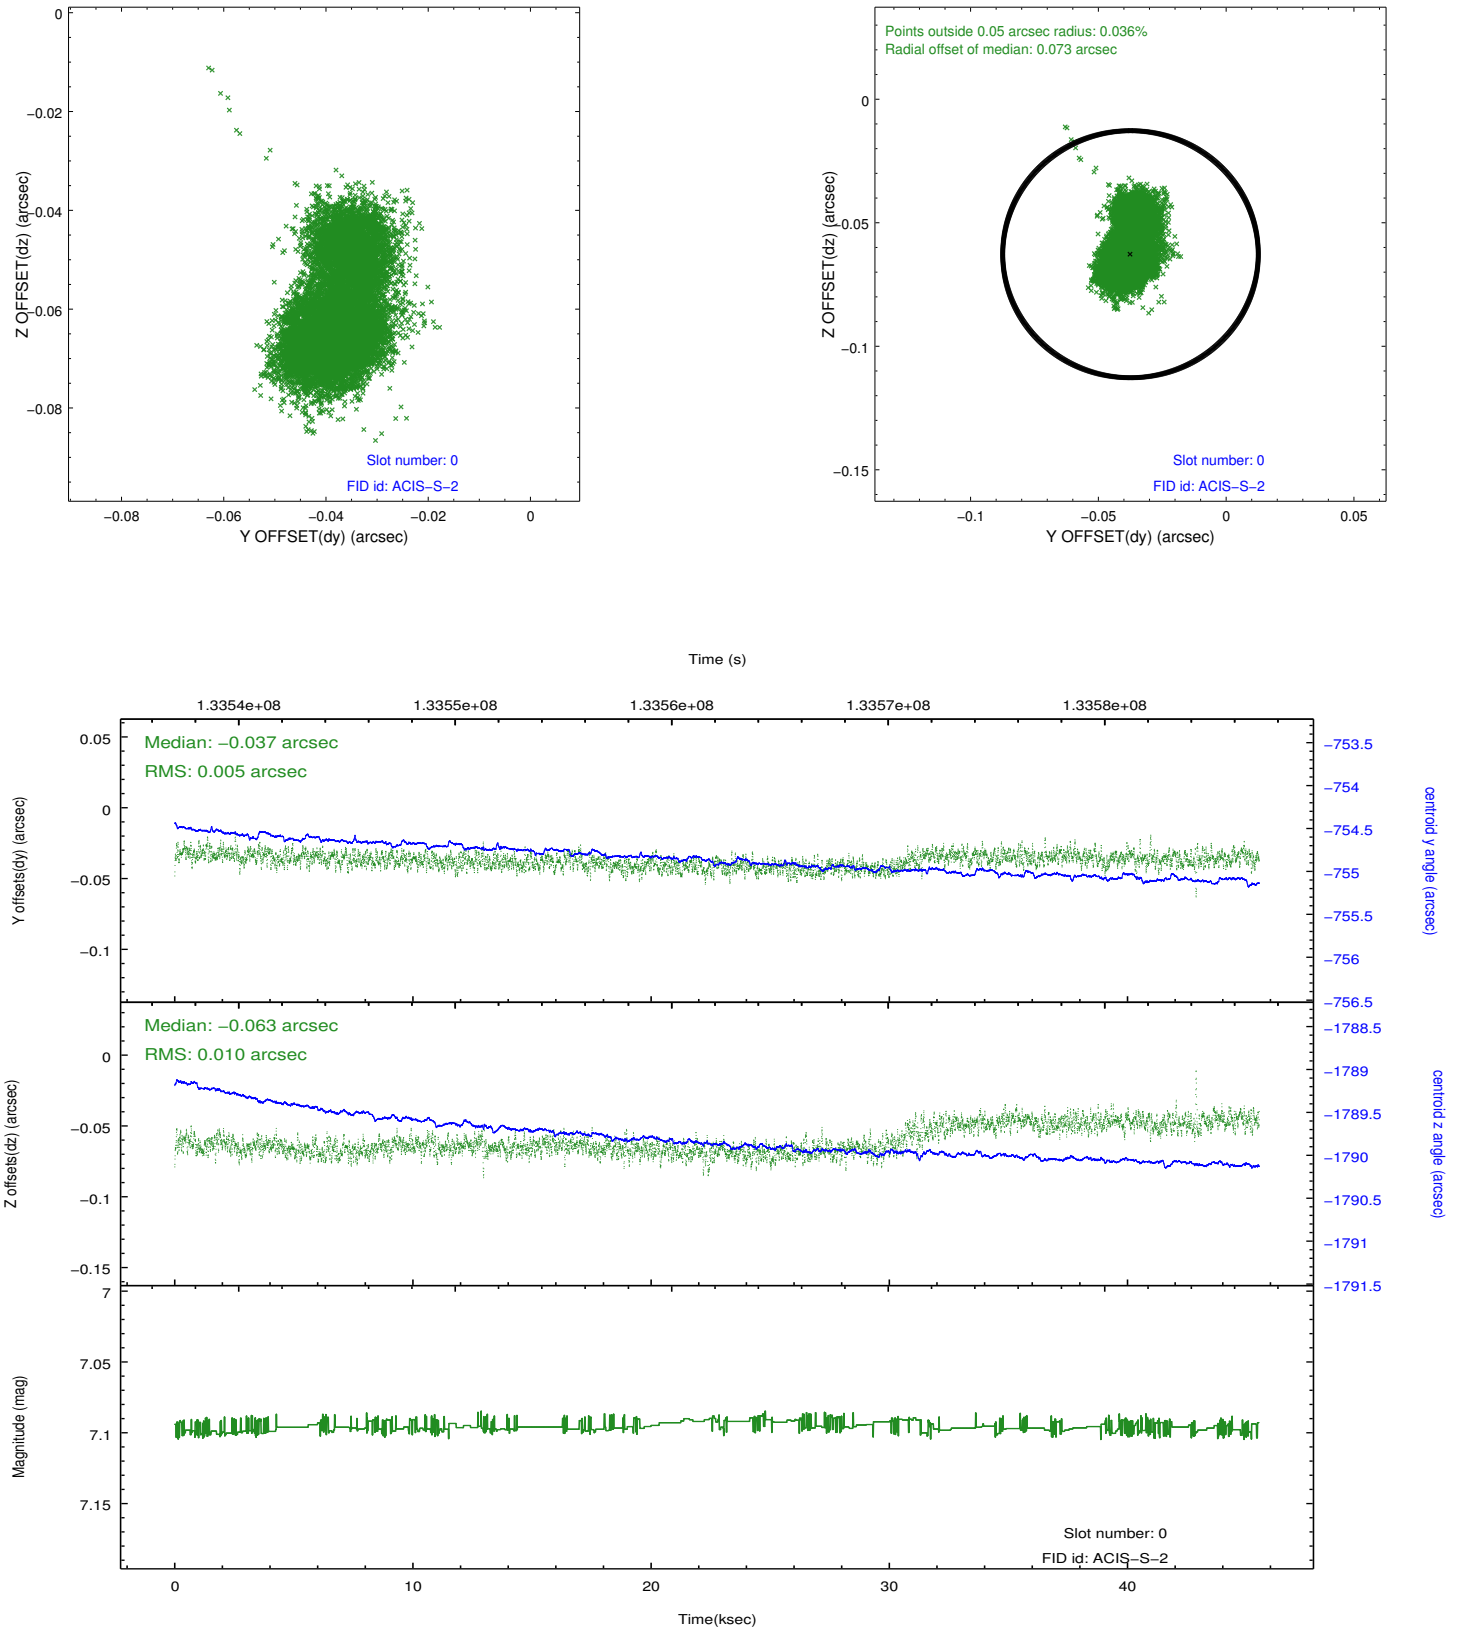 0
−0.02
−0.04
−0.06
−0.08
Z OFFSET(dz) (arcsec)
Slot number: 0
FID id: ACIS−S−2
−0.08 −0.06 −0.04 −0.02 0
Y OFFSET(dy) (arcsec)
Points outside 0.05 arcsec radius: 0.036%
Radial offset of median: 0.073 arcsec
0
−0.05
−0.1
−0.15
Z OFFSET(dz) (arcsec)
Slot number: 0
FID id: ACIS−S−2
−0.1 −0.05 0 0.05
Y OFFSET(dy) (arcsec)
Time (s)
1.3354e+08 1.3355e+08 1.3356e+08 1.3357e+08 1.3358e+08
Median: −0.037 arcsec
RMS: 0.005 arcsec
0.05
0
−0.05
−0.1
Y offsets(dy) (arcsec)
−753.5
−754
−754.5
−755
−755.5
−756
−756.5
centroid y angle (arcsec)
Median: −0.063 arcsec
RMS: 0.010 arcsec
0
−0.05
−0.1
−0.15
Z offsets(dz) (arcsec)
−1788.5
−1789
−1789.5
−1790
−1790.5
−1791
−1791.5
centroid z angle (arcsec)
7
7.05
7.1
7.15
Magnitude (mag)
Slot number: 0
FID id: ACIS−S−2
0 10 20 30 40
Time(ksec)